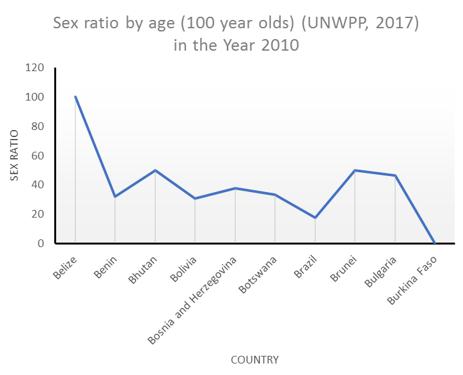 Sex ratio by age (100 year olds) (UNWPP, 2017)
in the Year 2010
120
100
80
60
40
20
0
SEX RATIO
Belize
Benin
Bhutan
Bolivia
Bosnia and Herzegovina
Botswana
Brazil
Brunei
Bulgaria
Burkina Faso
COUNTRY